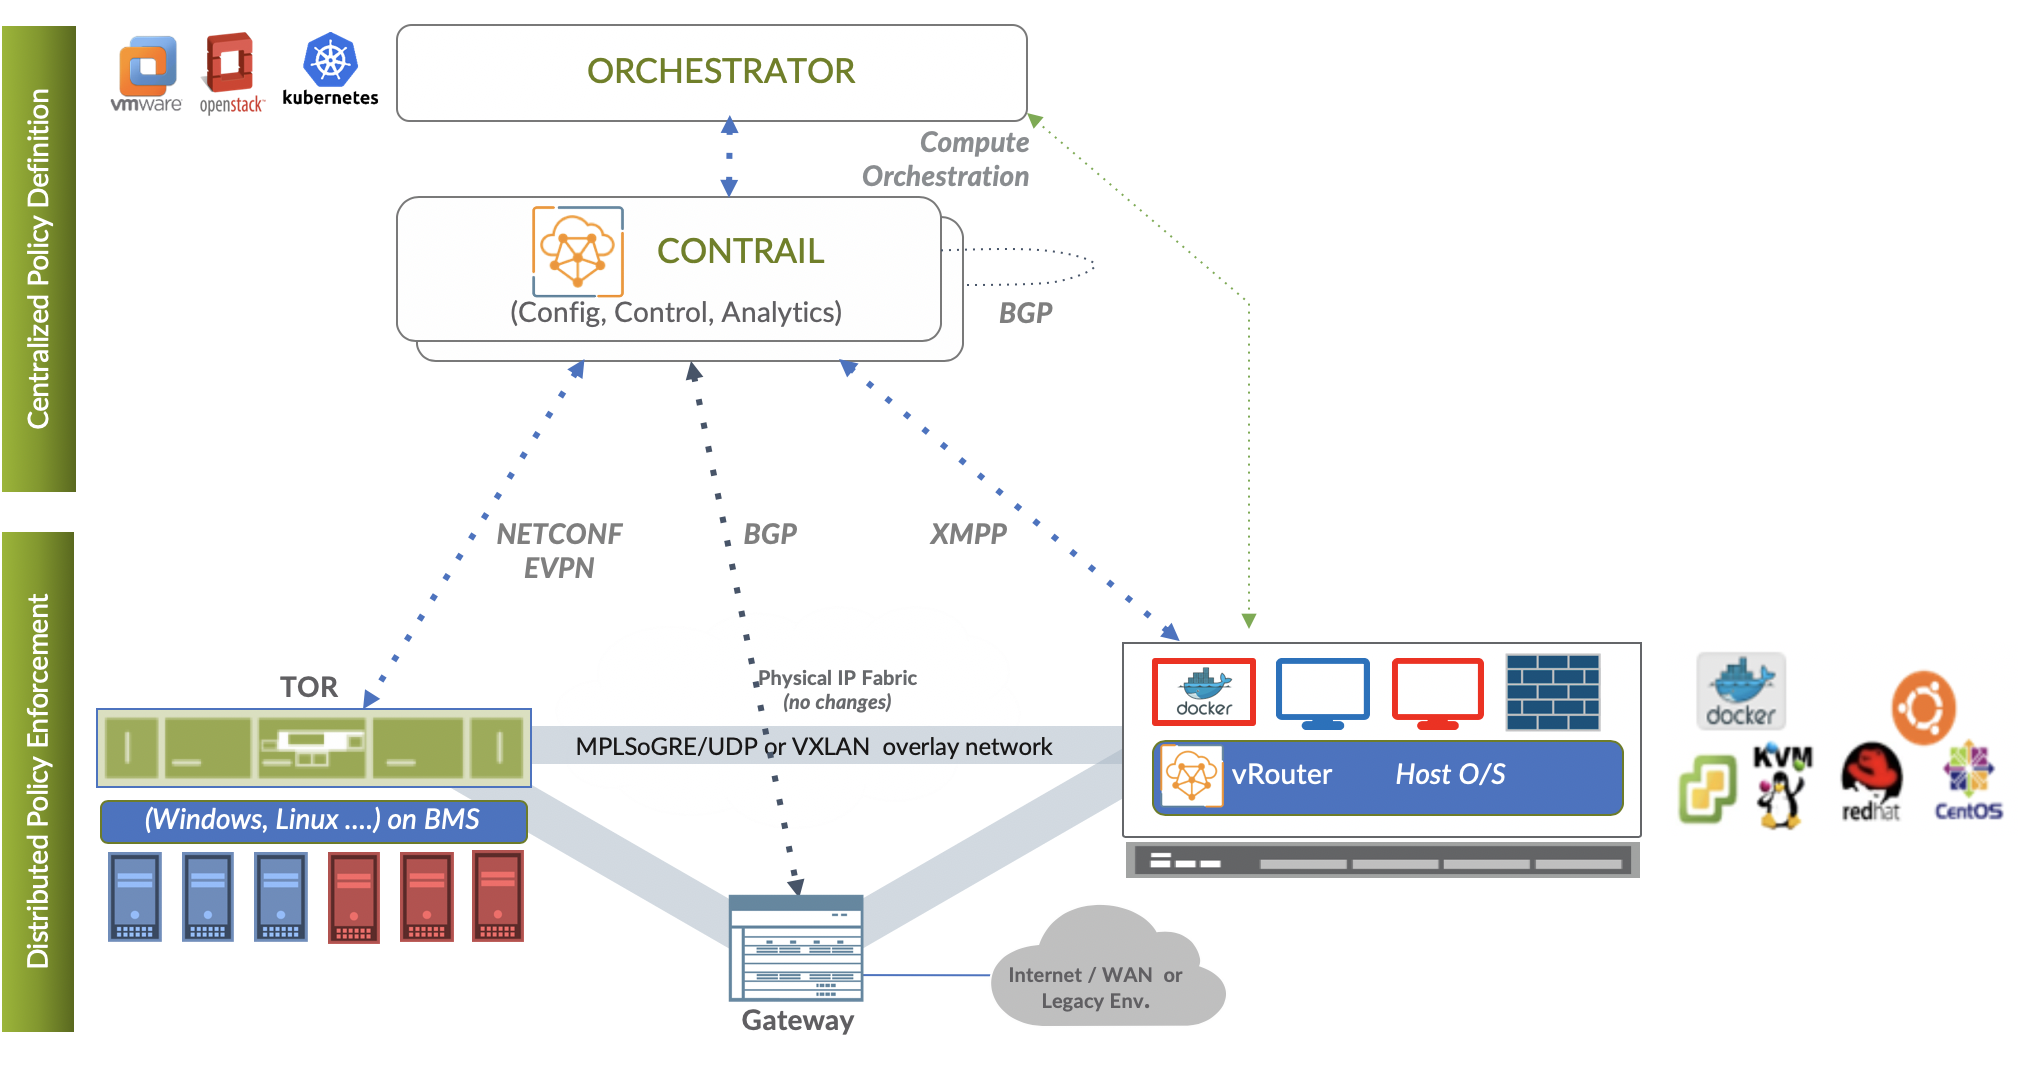 Centralized Policy Definition
vmware
openstack
kubernetes
ORCHESTRATOR
Compute
Orchestration
CONTRAIL
(Config, Control, Analytics)
BGP
NETCONF
EVPN
BGP
XMPP
Distributed Policy Enforcement
TOR
Physical IP Fabric
(no changes)
MPLSoGRE/UDP or VXLAN overlay network
(Windows, Linux ....) on BMS
docker
vRouter
Host O/S
docker
KVM
redhat
CentOS
Gateway
Internet / WAN or
Legacy Env.